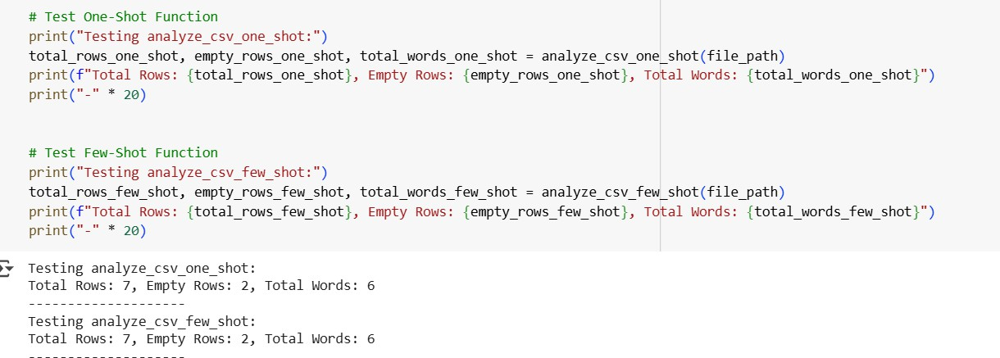 # Test One-Shot Function
print("Testing analyze_csv_one_shot:")
total_rows_one_shot, empty_rows_one_shot, total_words_one_shot = analyze_csv_one_shot(file_path)
print(f"Total Rows: {total_rows_one_shot}, Empty Rows: {empty_rows_one_shot}, Total Words: {total_words_one_shot}")
print("-" * 20)
# Test Few-Shot Function
print("Testing analyze_csv_few_shot:")
total_rows_few_shot, empty_rows_few_shot, total_words_few_shot = analyze_csv_few_shot(file_path)
print(f"Total Rows: {total_rows_few_shot}, Empty Rows: {empty_rows_few_shot}, Total Words: {total_words_few_shot}")
print("-" * 20)
Testing analyze_csv_one_shot:
Total Rows: 7, Empty Rows: 2, Total Words: 6
--------------------
Testing analyze_csv_few_shot:
Total Rows: 7, Empty Rows: 2, Total Words: 6
--------------------